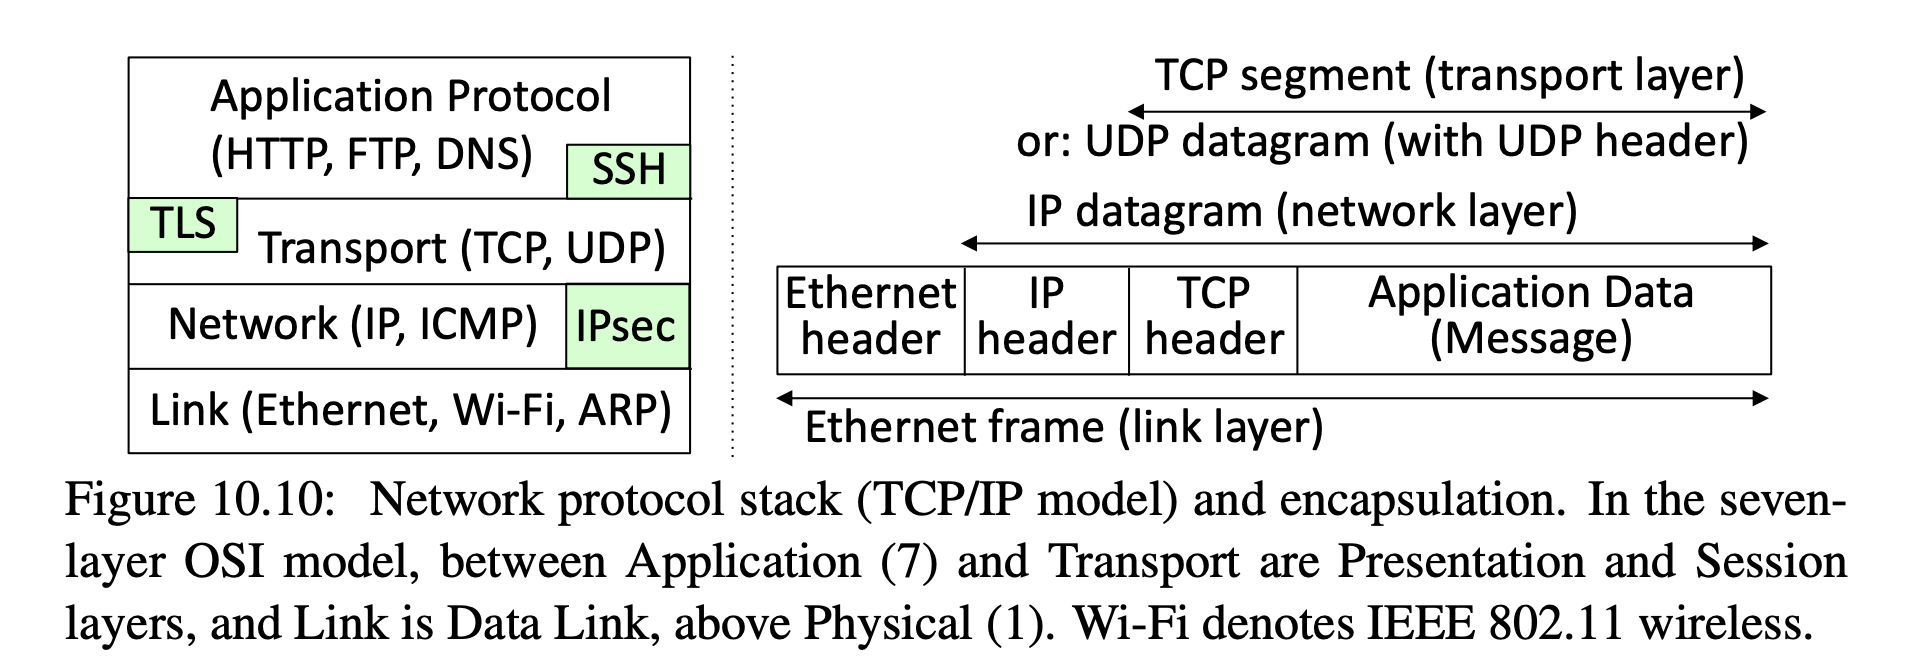 Application Protocol
(HTTP, FTP, DNS)
SSH
TLS
Transport (TCP, UDP)
Network (IP, ICMP)
IPsec
Link (Ethernet, Wi-Fi, ARP)
TCP segment (transport layer)
or: UDP datagram (with UDP header)
IP datagram (network layer)
Ethernet
header
IP
header
TCP
header
Application Data
(Message)
Ethernet frame (link layer)
Figure 10.10: Network protocol stack (TCP/IP model) and encapsulation. In the seven-
layer OSI model, between Application (7) and Transport are Presentation and Session
layers, and Link is Data Link, above Physical (1). Wi-Fi denotes IEEE 802.11 wireless.